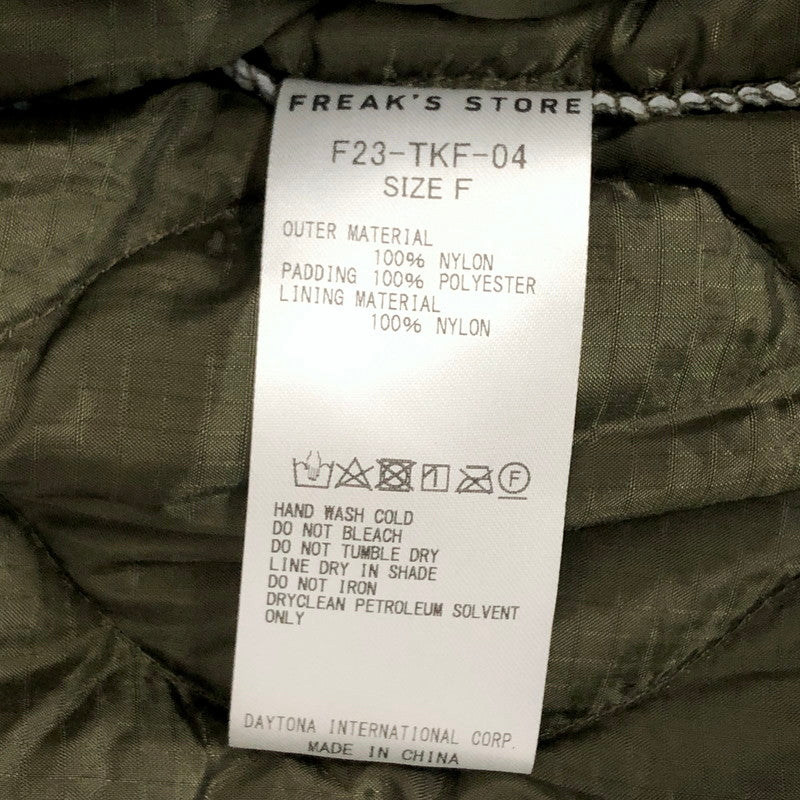 FREAK'S STORE
F23-TKF-04
SIZE F
OUTER MATERIAL
100% NYLON
PADDING 100% POLYESTER
LINING MATERIAL
100% NYLON
F
HAND WASH COLD
DO NOT BLEACH
DO NOT TUMBLE DRY
LINE DRY IN SHADE
DO NOT IRON
DRYCLEAN PETROLEUM SOLVENT
ONLY
DAYTONA INTERNATIONAL CORP.
MADE IN CHINA